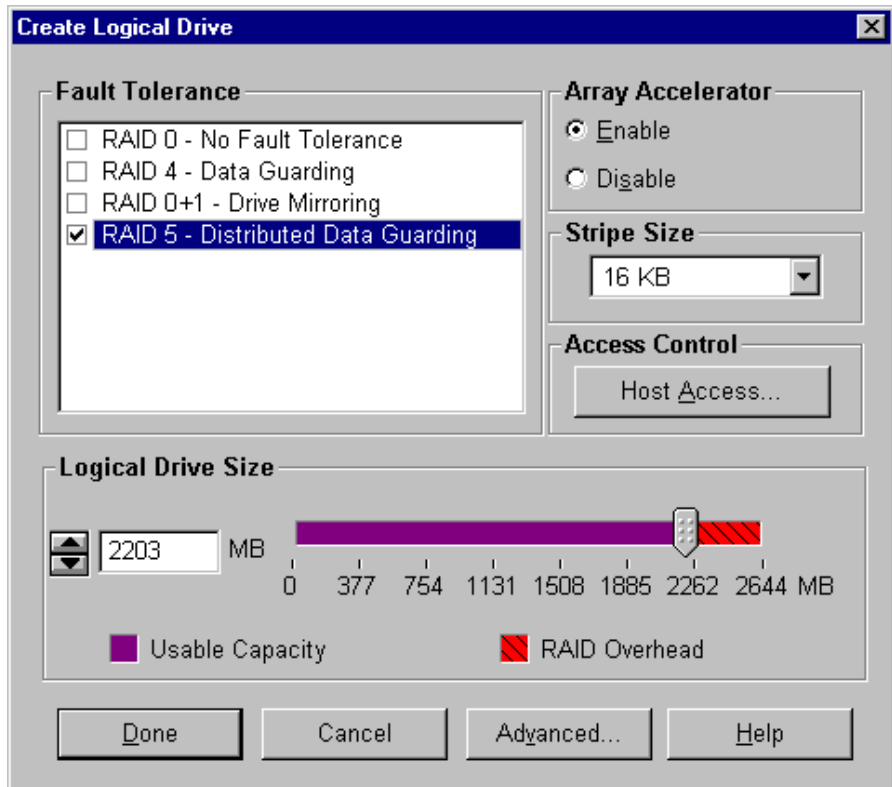 Create Logical Drive
Fault Tolerance
RAID 0 - No Fault Tolerance
RAID 4 - Data Guarding
RAID 0+1 - Drive Mirroring
RAID 5 - Distributed Data Guarding
Array Accelerator
Enable
Disable
Stripe Size
16 KB
Access Control
Host Access...
Logical Drive Size
2203 MB
0 377 754 1131 1508 1885 2262 2644 MB
Usable Capacity RAID Overhead
Done Cancel Advanced... Help